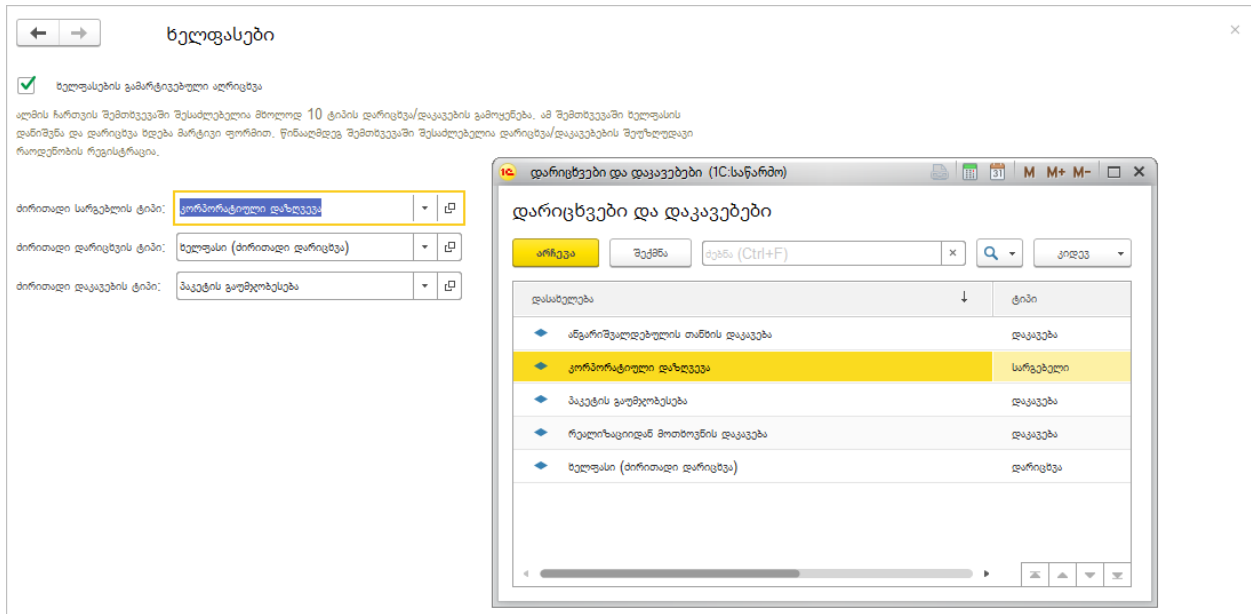 ხელფასები
ხელფასების გამარტივებული აღრიცხვა
ალმის ჩართვის შემთხვევაში შესაძლებელია მხოლოდ 10 ტიპის დარიცხვა/დაკავების გამოყენება. ამ შემთხვევაში ხელფასის
დანიშვნა და დარიცხვა ხდება მარტივი ფორმით. წინააღმდეგ შემთხვევაში შესაძლებელია დარიცხვა/დაკავებების შეუზღუდავი
რაოდენობის რეგისტრაცია.
ძირითადი სარგებლის ტიპი: კორპორატიული დაზღვევა
ძირითადი დარიცხვის ტიპი: ხელფასი (ძირითადი დარიცხვა)
ძირითადი დაკავების ტიპი: პაკეტის გაუმჯობესება
1C დარიცხვები და დაკავებები (1C:საწარმო) 31 M M+ M-
დარიცხვები და დაკავებები
არჩევა შექმნა ძებნა (Ctrl+F) კიდევ
დასახელება ტიპი
ანგარიშვალდებულის თანხის დაკავება დაკავება
კორპორატიული დაზღვევა სარგებელი
პაკეტის გაუმჯობესება დაკავება
რეალიზაციიდან მოთხოვნის დაკავება დაკავება
ხელფასი (ძირითადი დარიცხვა) დარიცხვა